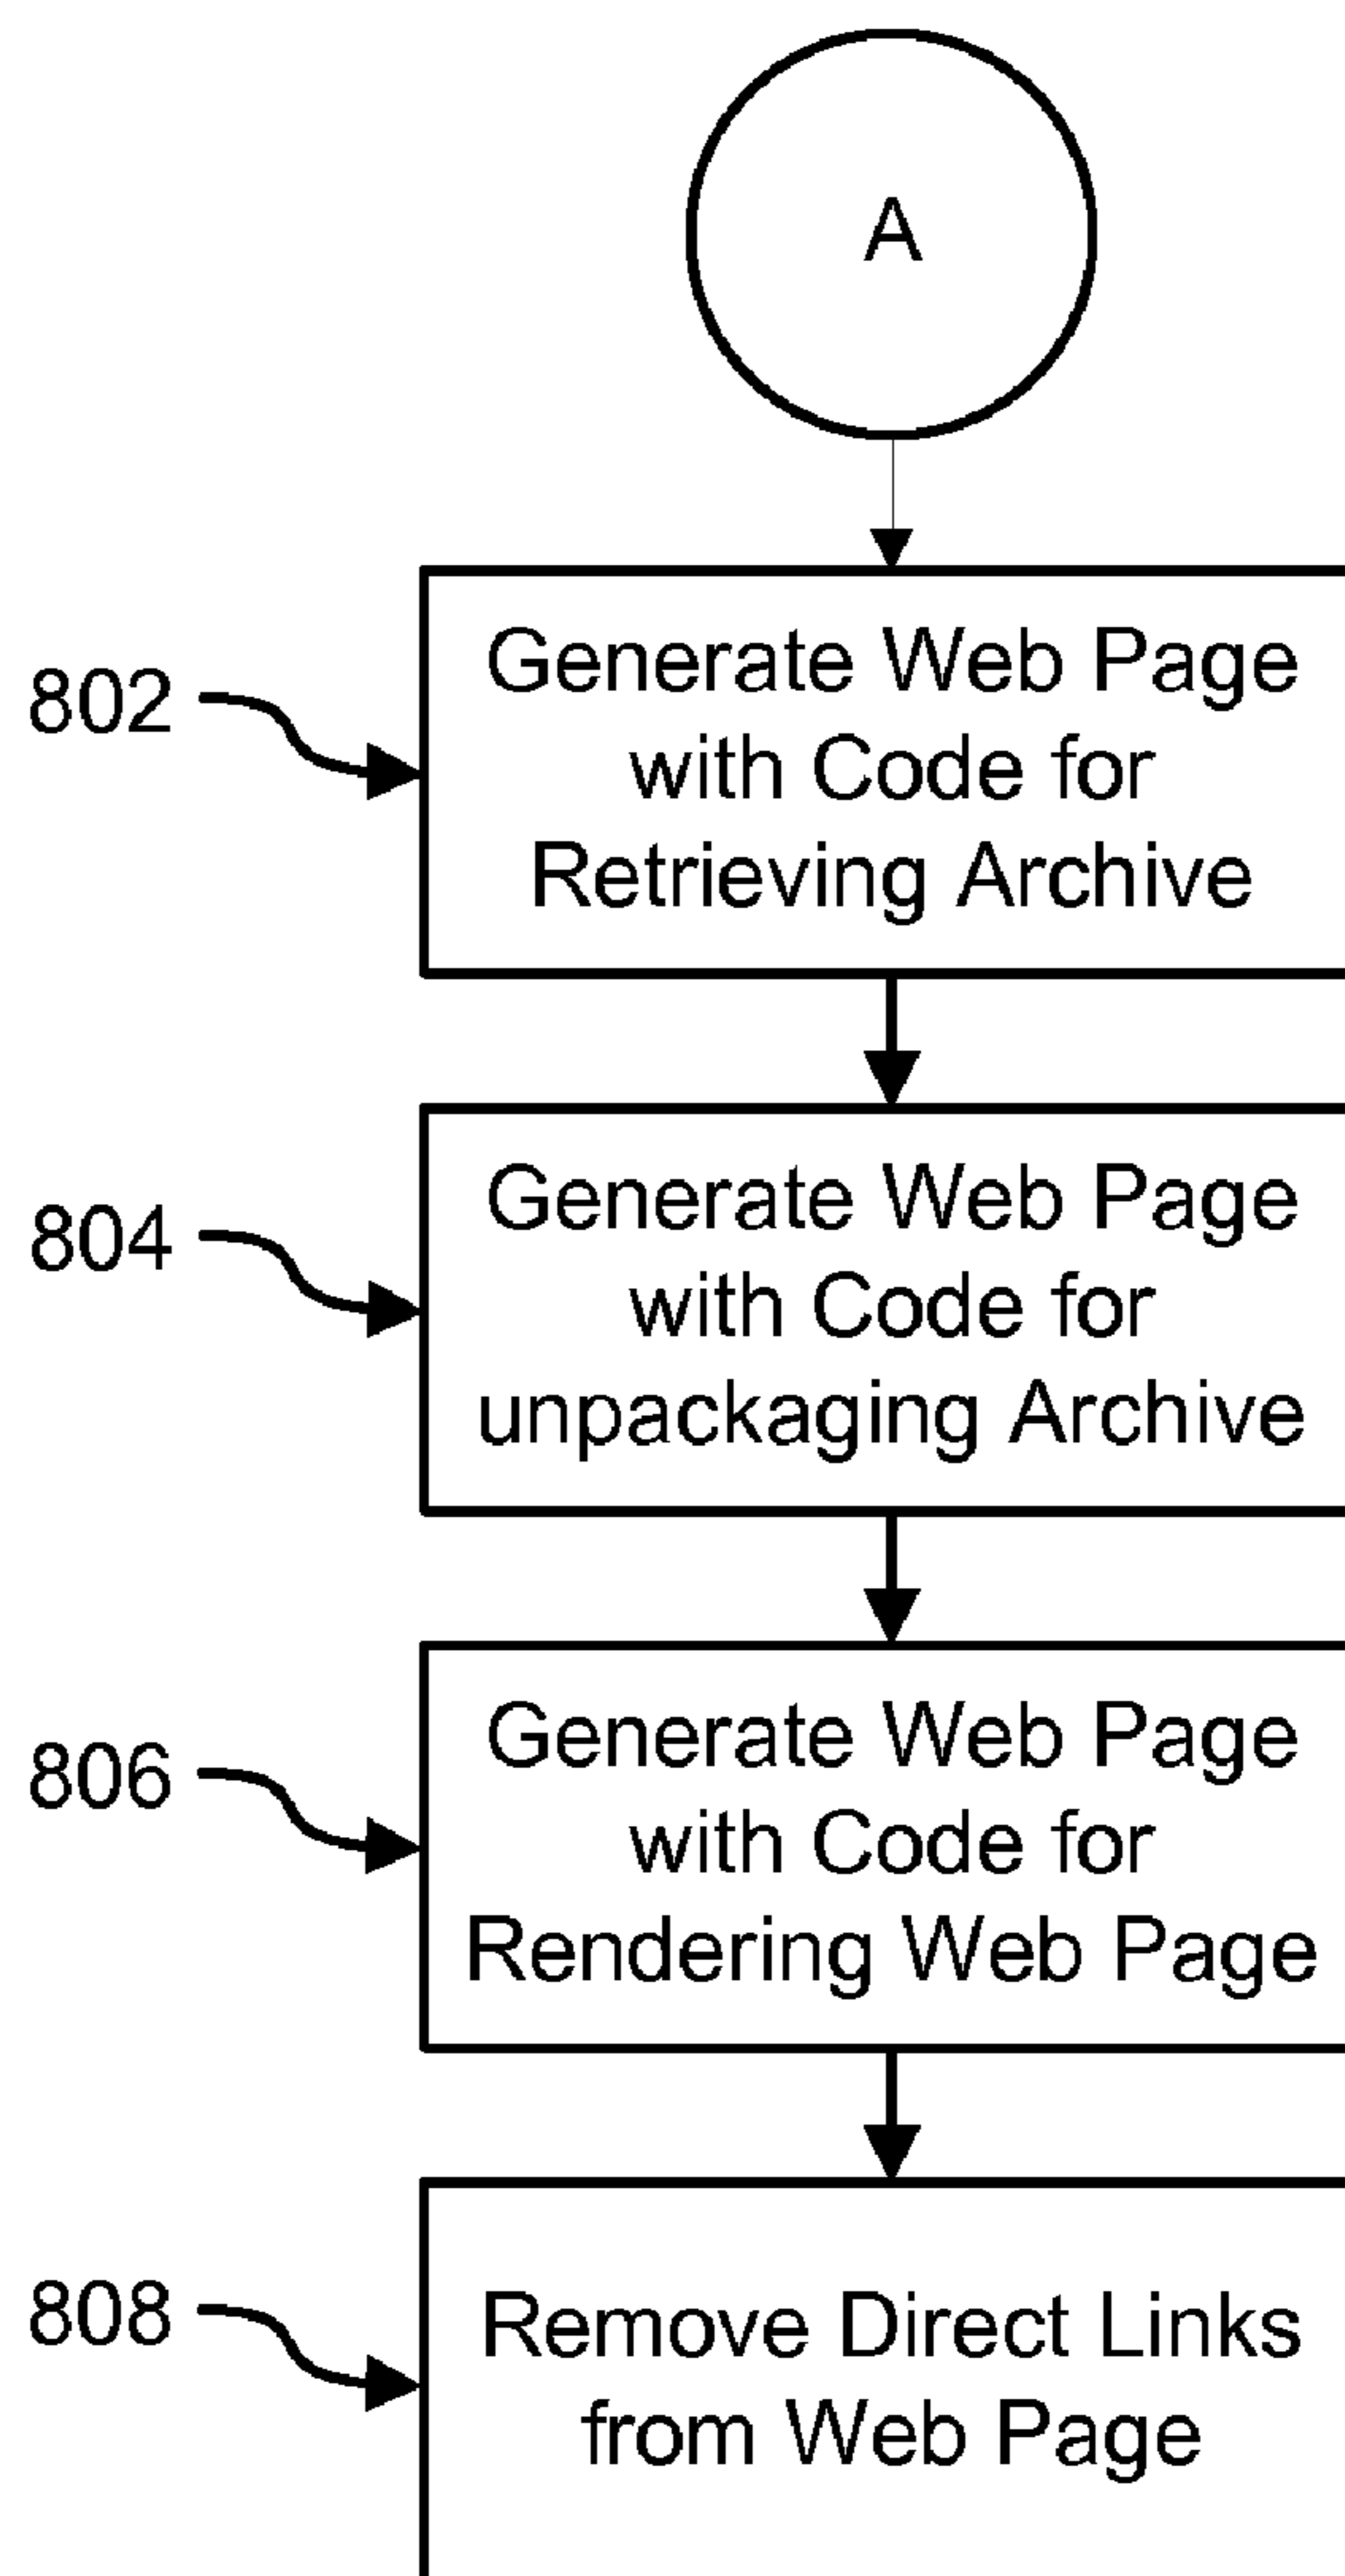 A
802
Generate Web Page
with Code for
Retrieving Archive
804
Generate Web Page
with Code for
unpackaging Archive
806
Generate Web Page
with Code for
Rendering Web Page
808
Remove Direct Links
from Web Page